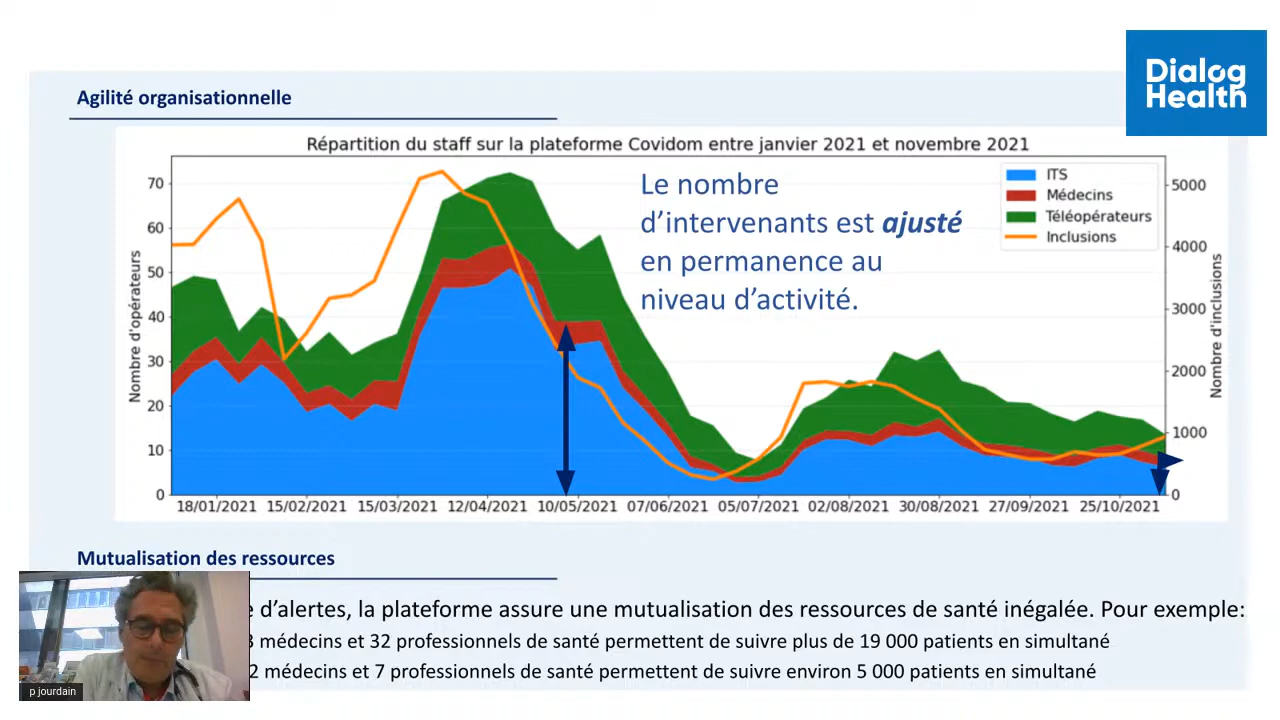 Dialog
Health
Agilité organisationnelle
Répartition du staff sur la plateforme Covidom entre janvier 2021 et novembre 2021
Le nombre
d'intervenants est ajusté
en permanence au
niveau d'activité.
ITS
Médecins
Téléopérateurs
Inclusions
Nombre d'opérateurs
70
60
50
40
30
20
10
0
5000
4000
3000
2000
1000
0
Nombre d'inclusions
18/01/2021 15/02/2021 15/03/2021 12/04/2021 10/05/2021 07/06/2021 05/07/2021 02/08/2021 30/08/2021 27/09/2021 25/10/2021
Mutualisation des ressources
d'alertes, la plateforme assure une mutualisation des ressources de santé inégalée. Pour exemple:
médecins et 32 professionnels de santé permettent de suivre plus de 19 000 patients en simultané
2 médecins et 7 professionnels de santé permettent de suivre environ 5 000 patients en simultané
p jourdain